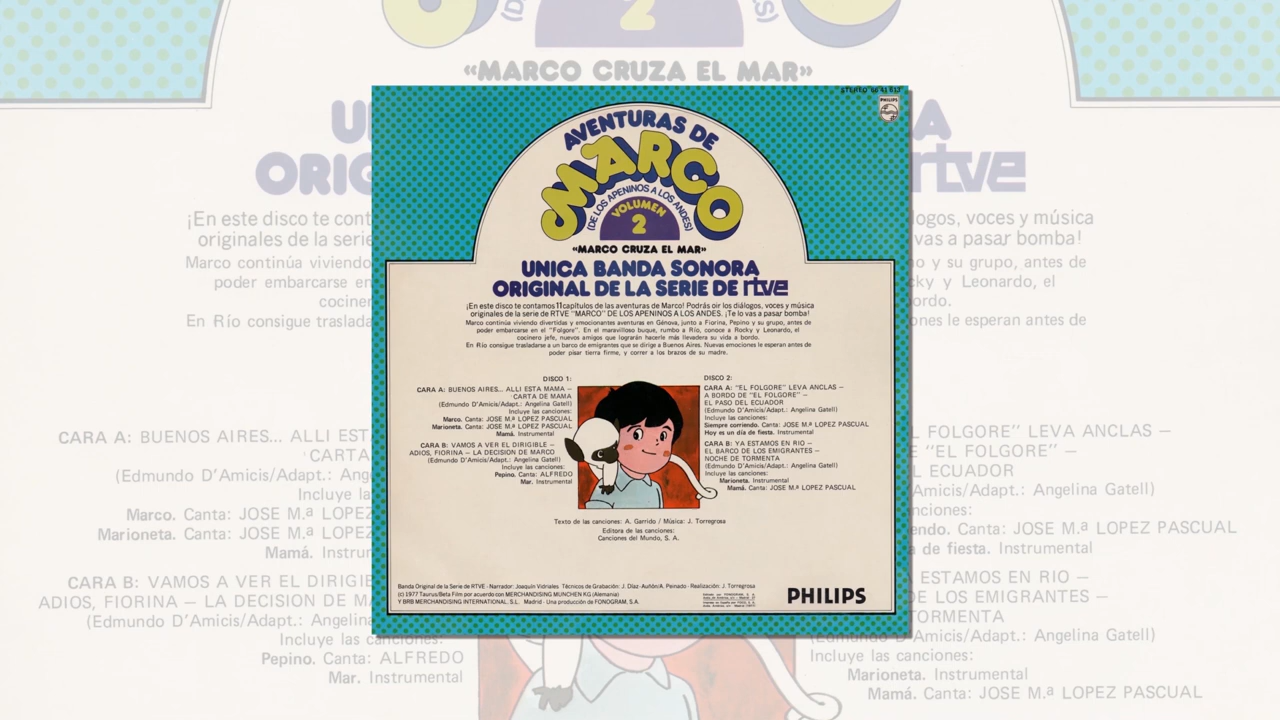 «MARCO CRUZA EL MAR»
STEREO 66 41 613
PHILIPS
AVENTURAS DE
MARCO
(DE LOS APENINOS A LOS ANDES)
VOLUMEN
2
«MARCO CRUZA EL MAR»
UNICA BANDA SONORA
ORIGINAL DE LA SERIE DE rtve
¡En este disco te contamos 11 capítulos de las aventuras de Marco! Podrás oir los diálogos, voces y música
originales de la serie de RTVE "MARCO" DE LOS APENINOS A LOS ANDES. ¡Te lo vas a pasar bomba!
Marco continúa viviendo divertidas y emocionantes aventuras en Génova, junto a Fiorina, Pepino y su grupo, antes de
poder embarcarse en el "Folgore". En el maravilloso buque, rumbo a Río, conoce a Rocky y Leonardo, el
cocinero jefe, nuevos amigos que lograrán hacerle más llevadera su vida a bordo.
En Río consigue trasladarse a un barco de emigrantes que se dirige a Buenos Aires. Nuevas emociones le esperan antes de
poder pisar tierra firme, y correr a los brazos de su madre.
DISCO 1:
CARA A: BUENOS AIRES... ALLI ESTA MAMA –
CARTA DE MAMA
(Edmundo D'Amicis/Adapt.: Angelina Gatell)
Incluye las canciones:
Marco. Canta: JOSE M.ª LOPEZ PASCUAL
Marioneta. Canta: JOSE M.ª LOPEZ PASCUAL
Mamá. Instrumental
CARA B: VAMOS A VER EL DIRIGIBLE –
ADIOS, FIORINA – LA DECISION DE MARCO
(Edmundo D'Amicis/Adapt.: Angelina Gatell)
Incluye las canciones:
Pepino. Canta: ALFREDO
Mar. Instrumental
DISCO 2:
CARA A: "EL FOLGORE" LEVA ANCLAS –
A BORDO DE "EL FOLGORE" –
EL PASO DEL ECUADOR
(Edmundo D'Amicis/Adapt.: Angelina Gatell)
Incluye las canciones:
Siempre corriendo. Canta: JOSE M.ª LOPEZ PASCUAL
Hoy es un día de fiesta. Instrumental
CARA B: YA ESTAMOS EN RIO –
EL BARCO DE LOS EMIGRANTES –
NOCHE DE TORMENTA
(Edmundo D'Amicis/Adapt.: Angelina Gatell)
Incluye las canciones:
Marioneta. Instrumental
Mamá. Canta: JOSE M.ª LOPEZ PASCUAL
Texto de las canciones: A. Garrido / Música: J. Torregrosa
Editora de las canciones:
Canciones del Mundo, S. A.
Banda Original de la Serie de RTVE - Narrador: Joaquín Vidriales. Técnicos de Grabación: J. Díaz-Auñón/A. Peinado - Realización: J. Torregrosa
(c) 1977 Taurus/Beta Film por acuerdo con MERCHANDISING MUNCHEN KG (Alemania)
Y BRB MERCHANDISING INTERNATIONAL, S.L. Madrid - Una producción de FONOGRAM, S.A.
PHILIPS